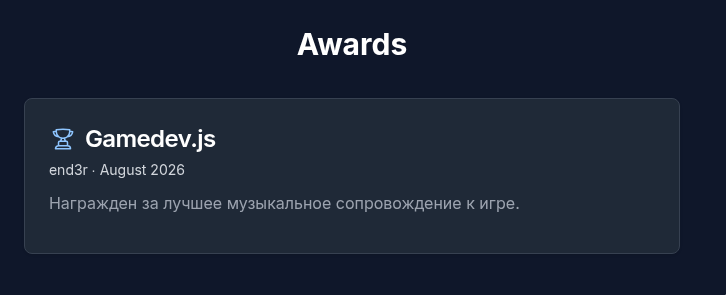 Awards
Gamedev.js
end3r · August 2026
Награжден за лучшее музыкальное сопровождение к игре.